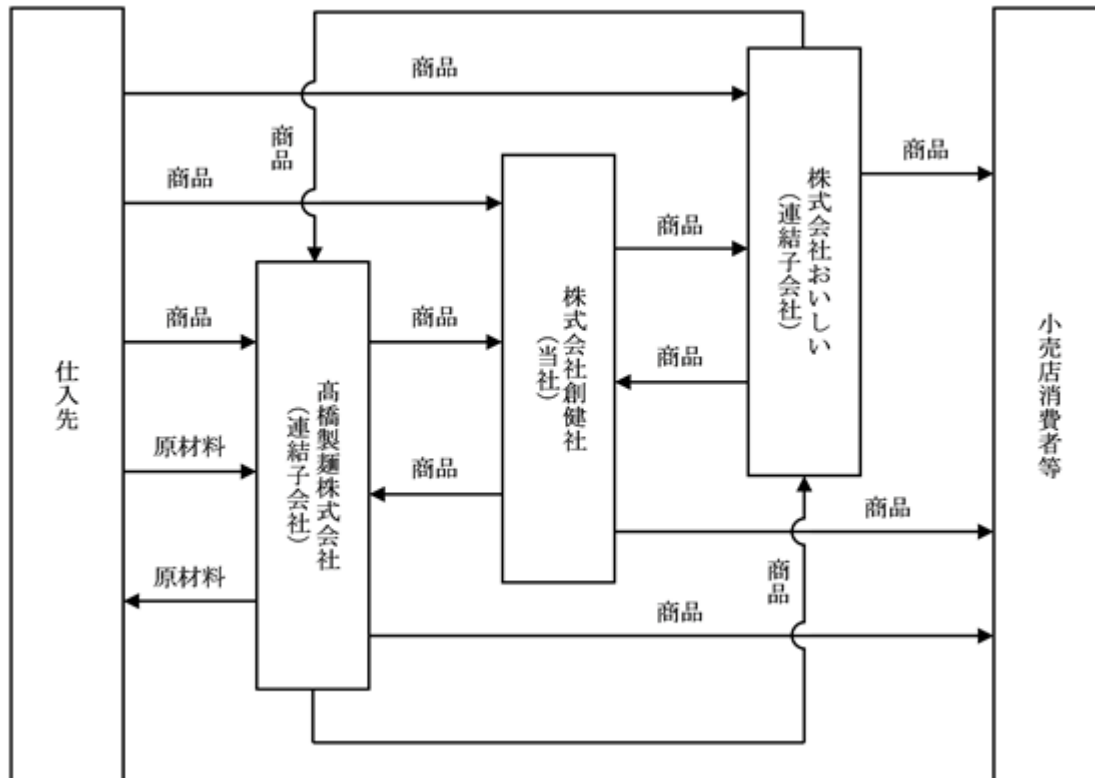 商品
商品
商品
商品
株式会社おいしい
（連結子会社）
商品
株式会社創健社
（当社）
商品
商品
商品
仕入先
小売店消費者等
原材料
髙橋製麺株式会社
（連結子会社）
商品
商品
原材料
商品
商品